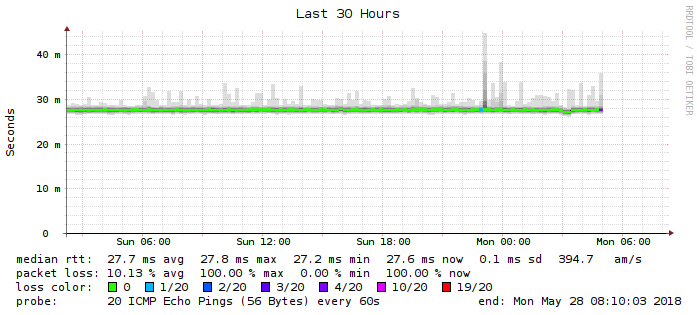 Last 30 Hours
RRDTOOL / TOBI OETIKER
Seconds
40 m
30 m
20 m
10 m
0
Sun 06:00 Sun 12:00 Sun 18:00 Mon 00:00 Mon 06:00
median rtt: 27.7 ms avg 27.8 ms max 27.2 ms min 27.6 ms now 0.1 ms sd 394.7 am/s
packet loss: 10.13 % avg 100.00 % max 0.00 % min 100.00 % now
loss color: 0 1/20 2/20 3/20 4/20 10/20 19/20
probe: 20 ICMP Echo Pings (56 Bytes) every 60s end: Mon May 28 08:10:03 2018